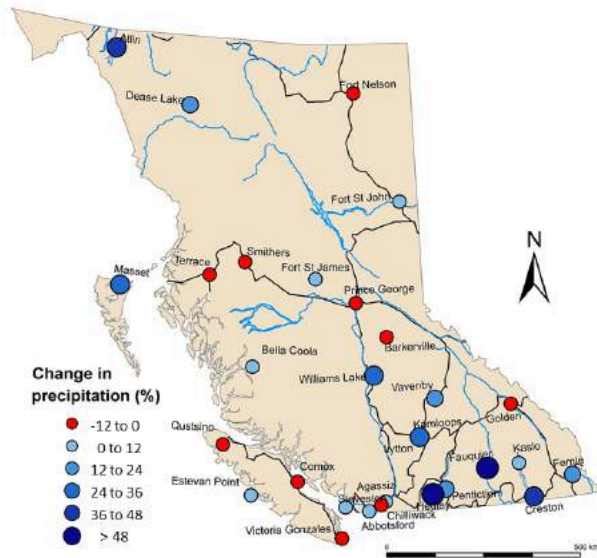 Atlin
Fort Nelson
Dease Lake
Fort St John
N
Smithers
Terrace
Masset
Fort St James
Prince George
Barkerville
Bella Coola
Williams Lake
Vavenby
Change in
precipitation (%)
-12 to 0
0 to 12
12 to 24
24 to 36
36 to 48
> 48
Kamloops
Golden
Quatsino
Lytton
Fauquier
Kaslo
Fernie
Comox
Agassiz
Estevan Point
Penticton
Creston
Chilliwack
Abbotsford
Victoria Gonzales
0
500 km